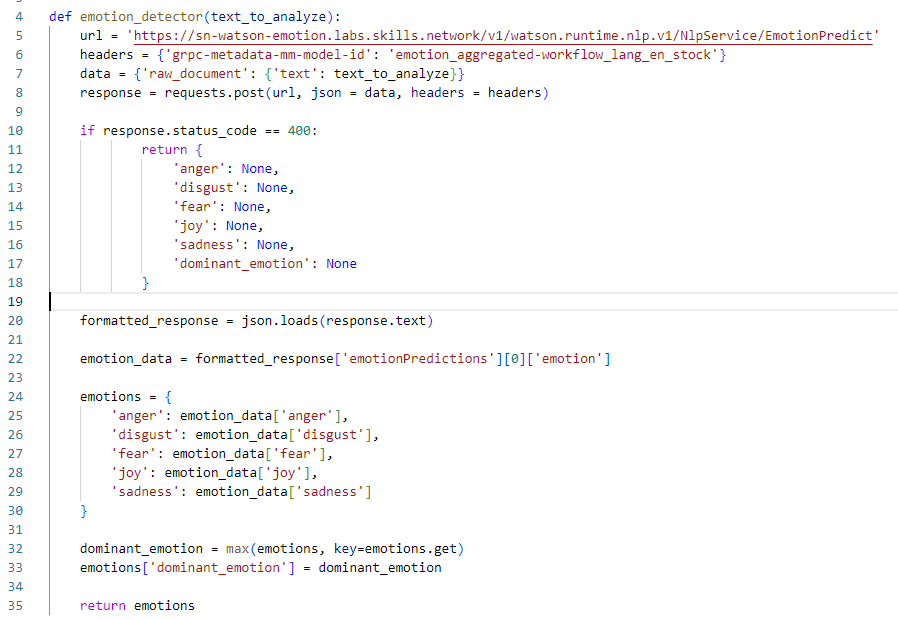 4 def emotion_detector(text_to_analyze):
5     url = 'https://sn-watson-emotion.labs.skills.network/v1/watson.runtime.nlp.v1/NlpService/EmotionPredict'
6     headers = {'grpc-metadata-mm-model-id': 'emotion_aggregated-workflow_lang_en_stock'}
7     data = {'raw_document': {'text': text_to_analyze}}
8     response = requests.post(url, json = data, headers = headers)
9
10     if response.status_code == 400:
11             return {
12                 'anger': None,
13                 'disgust': None,
14                 'fear': None,
15                 'joy': None,
16                 'sadness': None,
17                 'dominant_emotion': None
18             }
19
20     formatted_response = json.loads(response.text)
21
22     emotion_data = formatted_response['emotionPredictions'][0]['emotion']
23
24     emotions = {
25         'anger': emotion_data['anger'],
26         'disgust': emotion_data['disgust'],
27         'fear': emotion_data['fear'],
28         'joy': emotion_data['joy'],
29         'sadness': emotion_data['sadness']
30     }
31
32     dominant_emotion = max(emotions, key=emotions.get)
33     emotions['dominant_emotion'] = dominant_emotion
34
35     return emotions